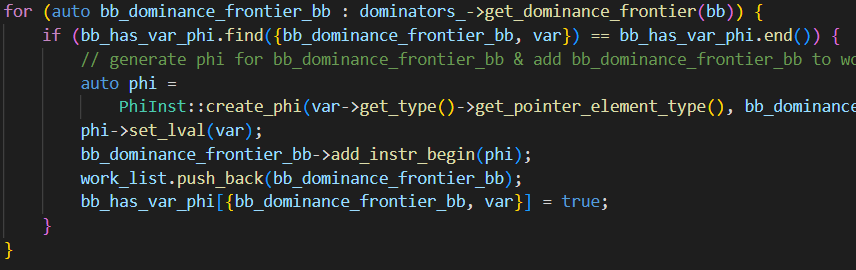 for (auto bb_dominance_frontier_bb : dominators_->get_dominance_frontier(bb)) {
if (bb_has_var_phi.find({bb_dominance_frontier_bb, var}) == bb_has_var_phi.end()) {
// generate phi for bb_dominance_frontier_bb & add bb_dominance_frontier_bb to
auto phi =
PhiInst::create_phi(var->get_type()->get_pointer_element_type(), bb_dominance
phi->set_lval(var);
bb_dominance_frontier_bb->add_instr_begin(phi);
work_list.push_back(bb_dominance_frontier_bb);
bb_has_var_phi[{bb_dominance_frontier_bb, var}] = true;
}
}